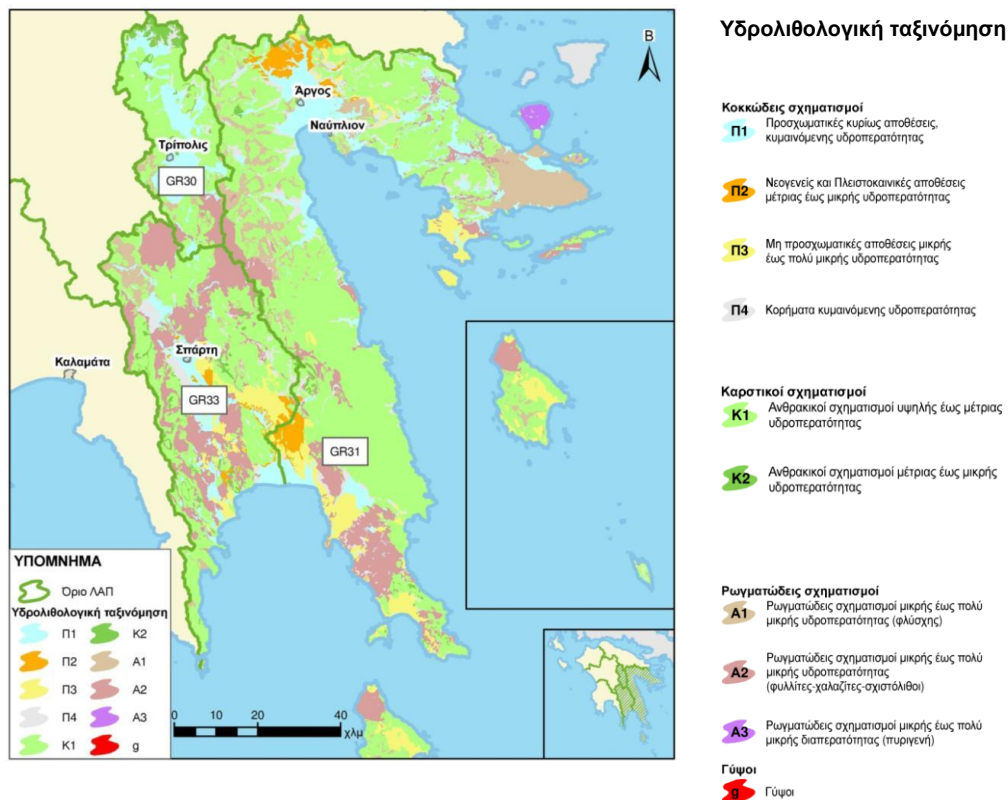 Υδρολιθολογική ταξινόμηση
Β
Άργος
Ναύπλιον
Τρίπολις
GR30
Σπάρτη
Καλαμάτα
GR33
GR31
ΥΠΟΜΝΗΜΑ
Όριο ΛΑΠ
Υδρολιθολογική ταξινόμηση
Π1 Κ2
Π2 Α1
Π3 Α2
Π4 Α3
Κ1 g
0 10 20 40
χλμ
Κοκκώδεις σχηματισμοί
Π1 Προσχωματικές κυρίως αποθέσεις,
κυμαινόμενης υδροπερατότητας
Π2 Νεογενείς και Πλειστοκαινικές αποθέσεις
μέτριας έως μικρής υδροπερατότητας
Π3 Μη προσχωματικές αποθέσεις μικρής
έως πολύ μικρής υδροπερατότητας
Π4 Κορήματα κυμαινόμενης υδροπερατότητας
Καρστικοί σχηματισμοί
Κ1 Ανθρακικοί σχηματισμοί υψηλής έως μέτριας
υδροπερατότητας
Κ2 Ανθρακικοί σχηματισμοί μέτριας έως μικρής
υδροπερατότητας
Ρωγματώδεις σχηματισμοί
Α1 Ρωγματώδεις σχηματισμοί μικρής έως πολύ
μικρής υδροπερατότητας (φλύσχης)
Α2 Ρωγματώδεις σχηματισμοί μικρής έως πολύ
μικρής υδροπερατότητας
(φυλλίτες-χαλαζίτες-σχιστόλιθοι)
Α3 Ρωγματώδεις σχηματισμοί μικρής έως πολύ
μικρής διαπερατότητας (πυριγενή)
Γύψοι
g Γύψοι